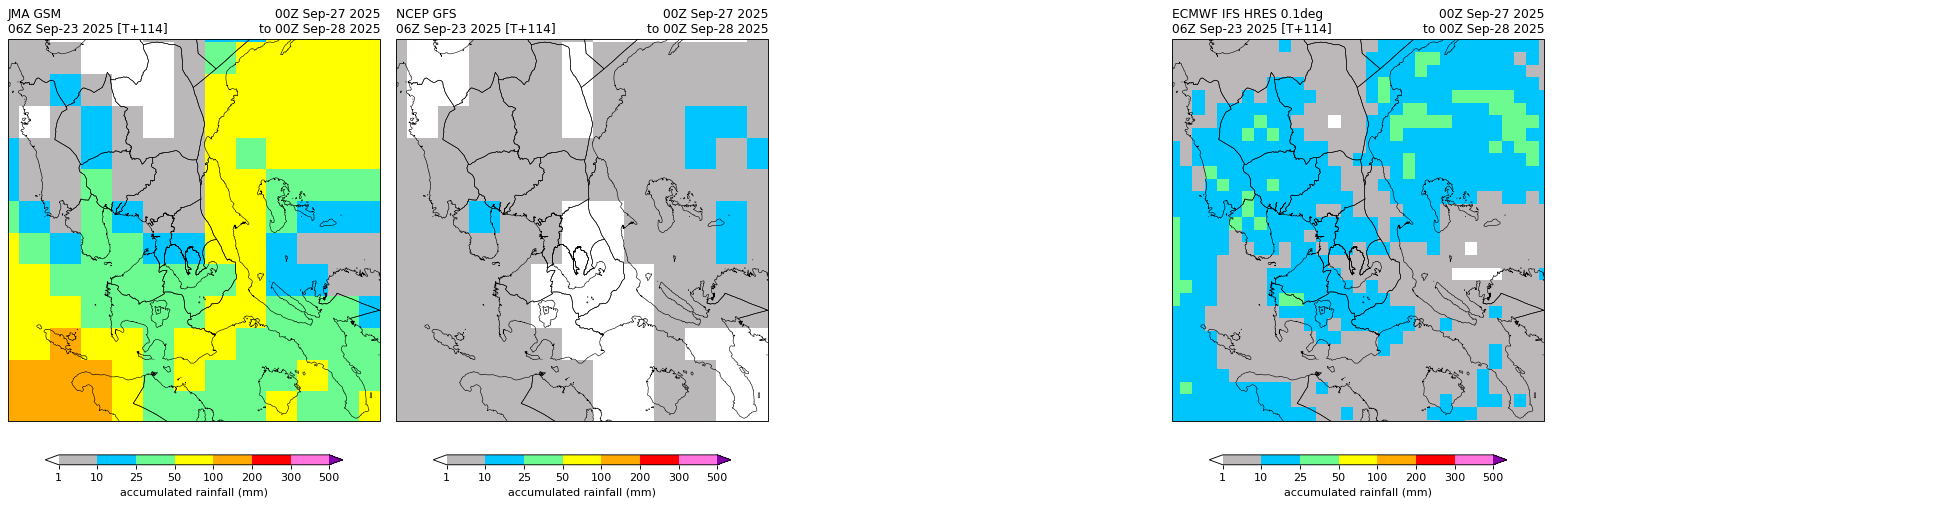 JMA GSM 00Z Sep-27 2025
06Z Sep-23 2025 [T+114] to 00Z Sep-28 2025
1 10 25 50 100 200 300 500
accumulated rainfall (mm)
NCEP GFS 00Z Sep-27 2025
06Z Sep-23 2025 [T+114] to 00Z Sep-28 2025
1 10 25 50 100 200 300 500
accumulated rainfall (mm)
ECMWF IFS HRES 0.1deg 00Z Sep-27 2025
06Z Sep-23 2025 [T+114] to 00Z Sep-28 2025
1 10 25 50 100 200 300 500
accumulated rainfall (mm)